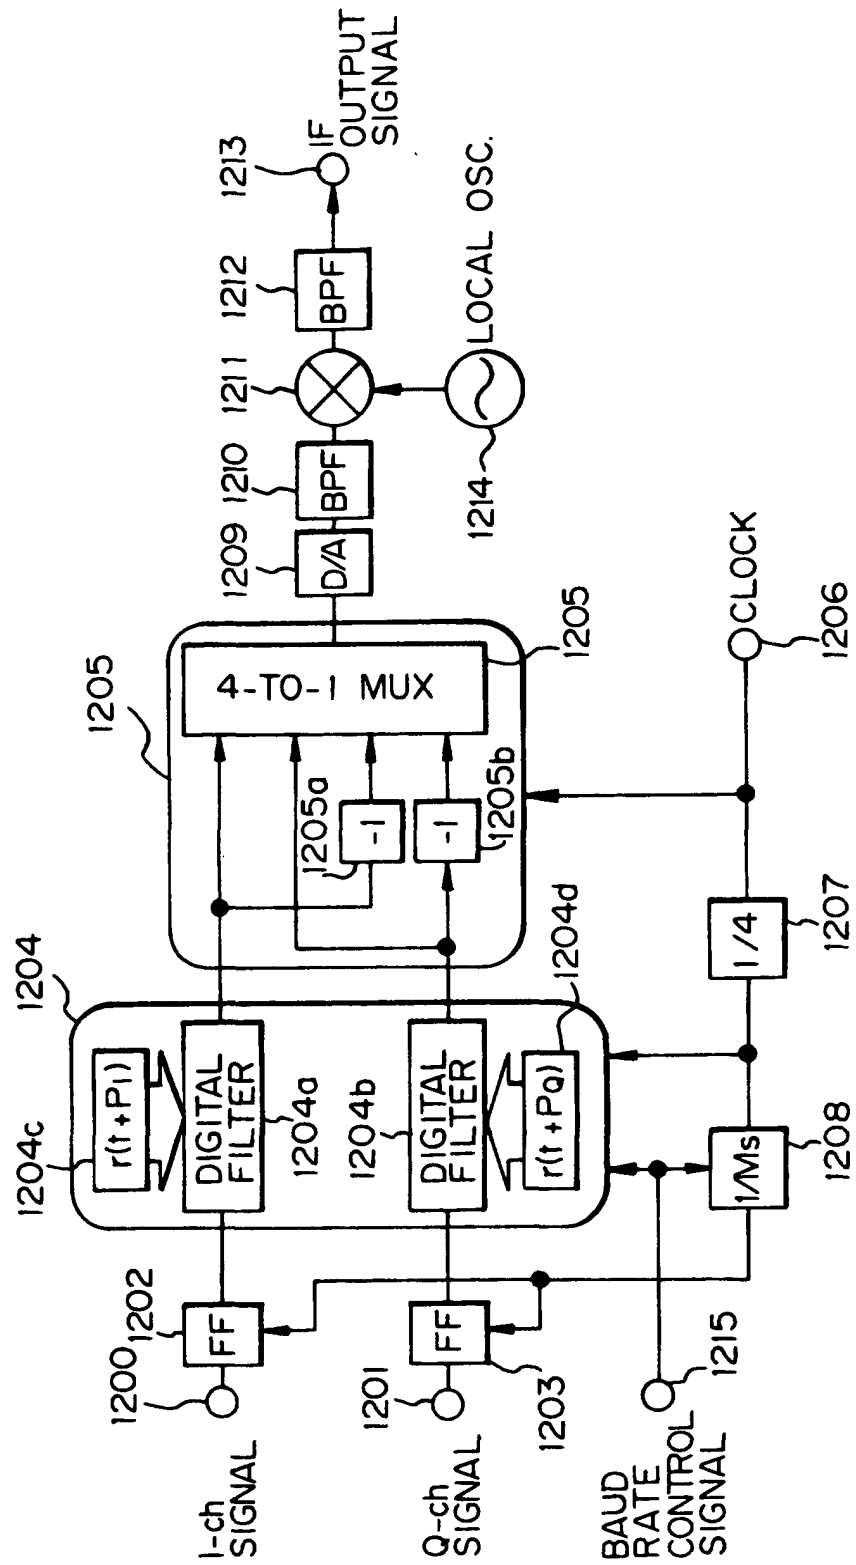 I-ch
SIGNAL
1200
1202
FF
1204c
r(t+PI)
1204
DIGITAL
FILTER
1204a
1205
4-TO-1 MUX
1205a
-1
-1
1205b
1205
1209
D/A
1210
BPF
1211
1212
BPF
1213
IF
OUTPUT
SIGNAL
1214
LOCAL OSC.
Q-ch
SIGNAL
1201
FF
1203
1204b
DIGITAL
FILTER
r(t+PQ)
1204d
BAUD
RATE
CONTROL
SIGNAL
1215
1/Ms
1208
1/4
1207
CLOCK
1206